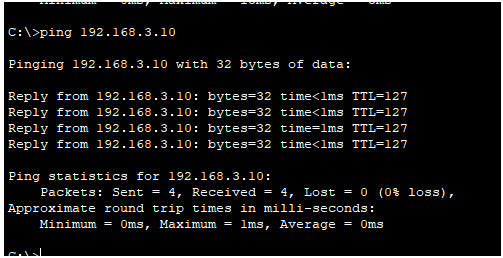 C:\>ping 192.168.3.10
Pinging 192.168.3.10 with 32 bytes of data:
Reply from 192.168.3.10: bytes=32 time<1ms TTL=127
Reply from 192.168.3.10: bytes=32 time<1ms TTL=127
Reply from 192.168.3.10: bytes=32 time=1ms TTL=127
Reply from 192.168.3.10: bytes=32 time<1ms TTL=127
Ping statistics for 192.168.3.10:
Packets: Sent = 4, Received = 4, Lost = 0 (0% loss),
Approximate round trip times in milli-seconds:
Minimum = 0ms, Maximum = 1ms, Average = 0ms
C:\>